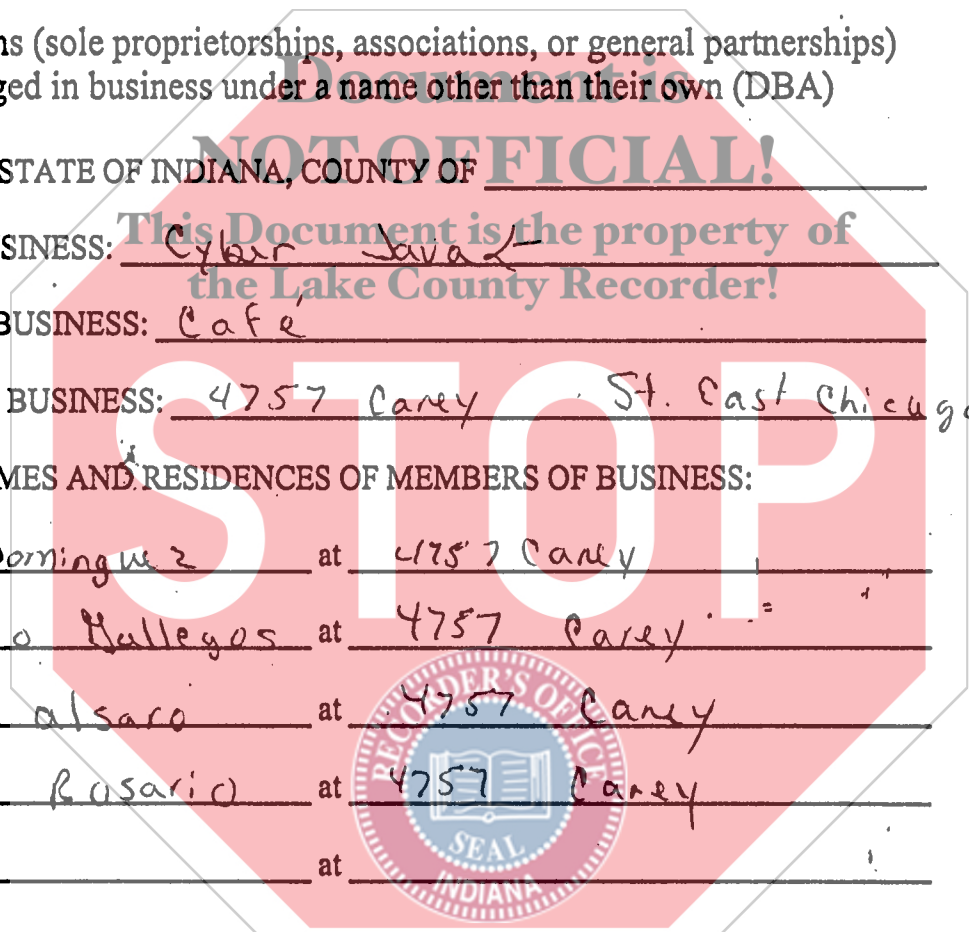 ns (sole proprietorships, associations, or general partnerships)
ged in business under a name other than their own (DBA)
Document is
NOT OFFICIAL!
STATE OF INDIANA, COUNTY OF
This Document is the property of
SINESS: Cyber Java
the Lake County Recorder!
BUSINESS: Café
BUSINESS: 4757 Carey St. East Chicago
STOP
MES AND RESIDENCES OF MEMBERS OF BUSINESS:
Dominguez at 4757 Carey
o Gallegos at 4757 Carey
at 4757 Carey
Rosario at 4757 Carey
at
RECORDER'S OFFICE
SEAL
INDIANA